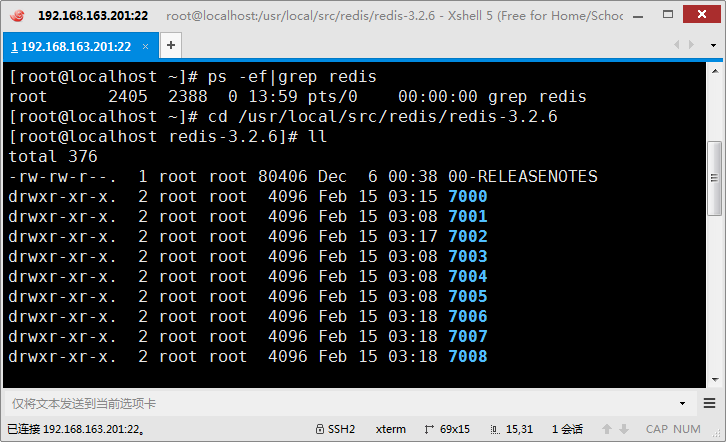 192.168.163.201:22 root@localhost:/usr/local/src/redis/redis-3.2.6 - Xshell 5 (Free for Home/Schoo
1 192.168.163.201:22 × +
[root@localhost ~]# ps -ef|grep redis
root      2405  2388  0 13:59 pts/0    00:00:00 grep redis
[root@localhost ~]# cd /usr/local/src/redis/redis-3.2.6
[root@localhost redis-3.2.6]# ll
total 376
-rw-rw-r--.  1 root root 80406 Dec  6 00:38 00-RELEASENOTES
drwxr-xr-x.  2 root root  4096 Feb 15 03:15 7000
drwxr-xr-x.  2 root root  4096 Feb 15 03:08 7001
drwxr-xr-x.  2 root root  4096 Feb 15 03:17 7002
drwxr-xr-x.  2 root root  4096 Feb 15 03:08 7003
drwxr-xr-x.  2 root root  4096 Feb 15 03:08 7004
drwxr-xr-x.  2 root root  4096 Feb 15 03:08 7005
drwxr-xr-x.  2 root root  4096 Feb 15 03:18 7006
drwxr-xr-x.  2 root root  4096 Feb 15 03:18 7007
drwxr-xr-x.  2 root root  4096 Feb 15 03:18 7008
仅将文本发送到当前选项卡
已连接 192.168.163.201:22。 SSH2 xterm 69x15 15,31 1 会话 CAP NUM